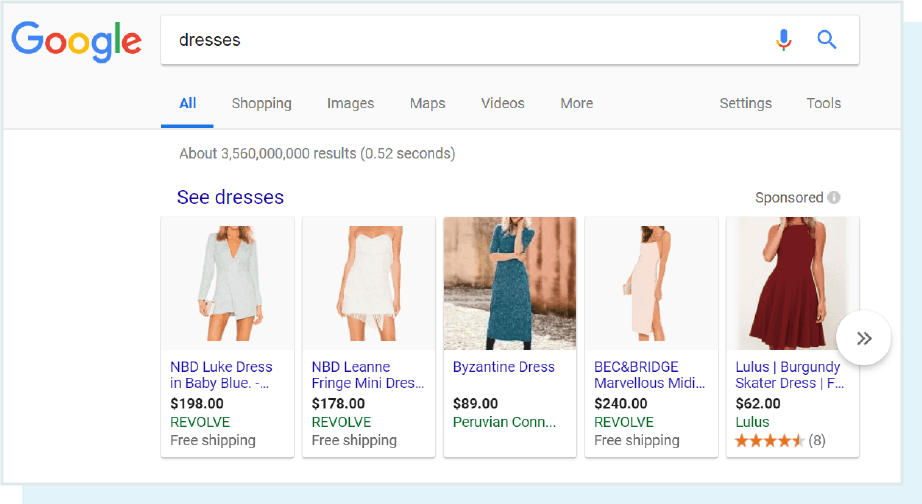 Google
dresses
All Shopping Images Maps Videos More Settings Tools
About 3,560,000,000 results (0.52 seconds)
See dresses
Sponsored
NBD Luke Dress
in Baby Blue. -...
$198.00
REVOLVE
Free shipping
NBD Leanne
Fringe Mini Dres...
$178.00
REVOLVE
Free shipping
Byzantine Dress
$89.00
Peruvian Conn...
BEC&BRIDGE
Marvellous Midi...
$240.00
REVOLVE
Free shipping
Lulus | Burgundy
Skater Dress | F...
$62.00
Lulus
(8)